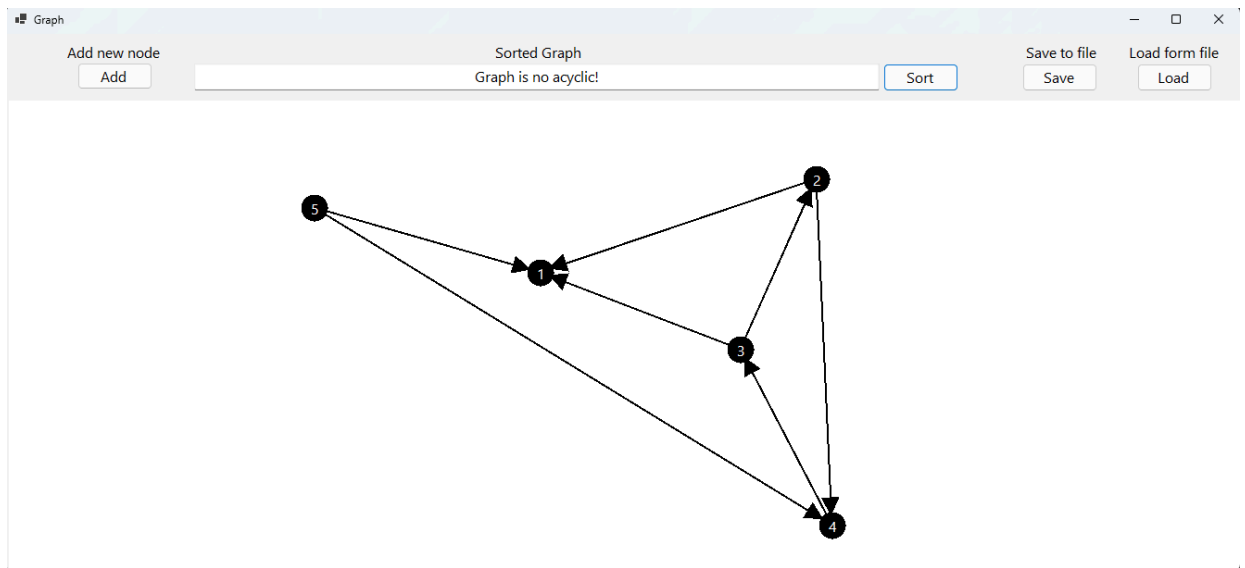 Graph
Add new node
Sorted Graph
Save to file
Load form file
Add
Graph is no acyclic!
Sort
Save
Load
2
5
1
3
4